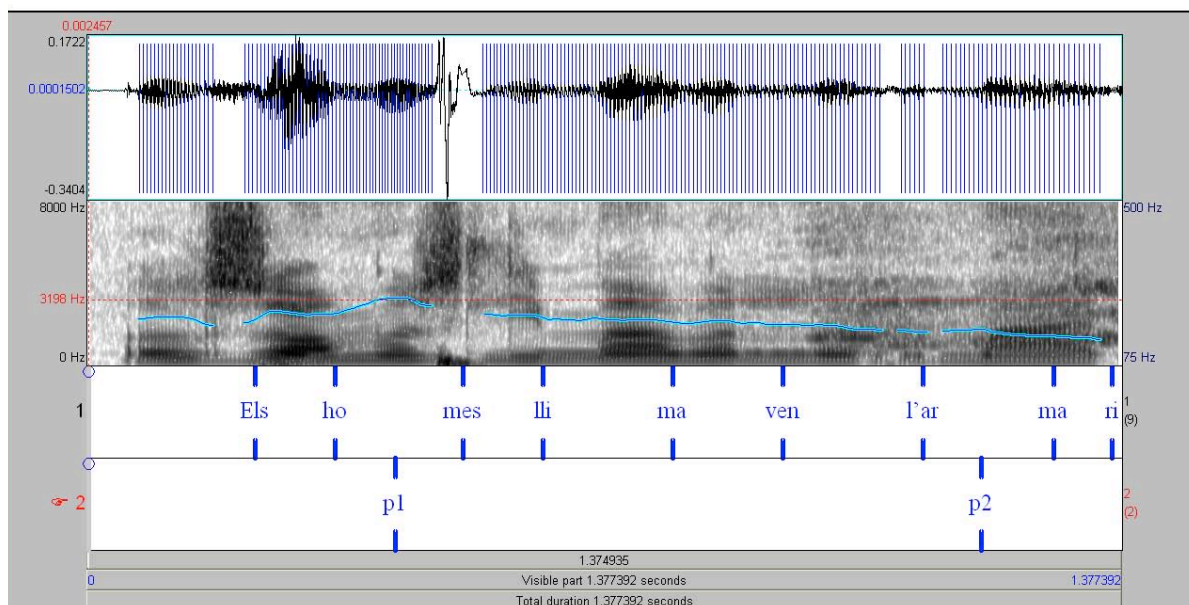 0.002457
0.1722
0.0001502
-0.3404
8000 Hz 500 Hz
3198 Hz
0 Hz 75 Hz
1 Els ho mes lli ma ven l'ar ma ri 1 (9)
2 p1 p2 2 (2)
1.374935
0 Visible part 1.377392 seconds 1.377392
Total duration 1.377392 seconds